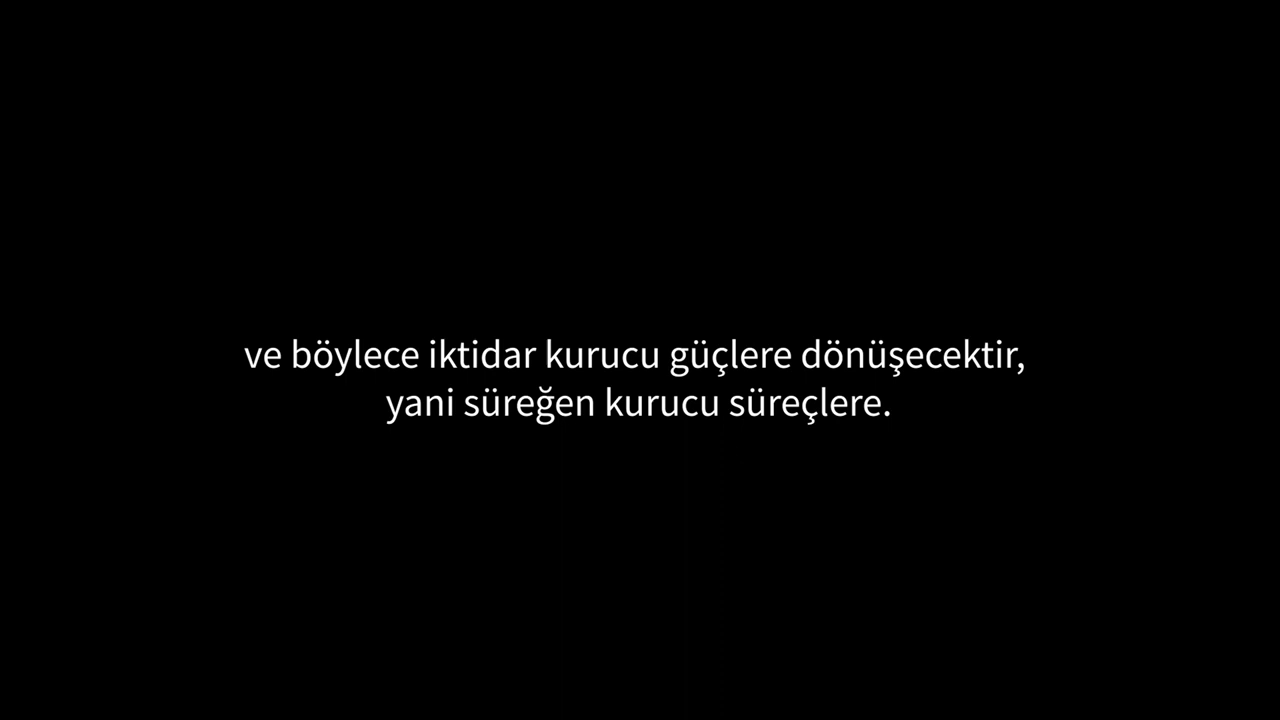 ve böylece iktidar kurucu güçlere dönüşecektir,
yani süreğen kurucu süreçlere.